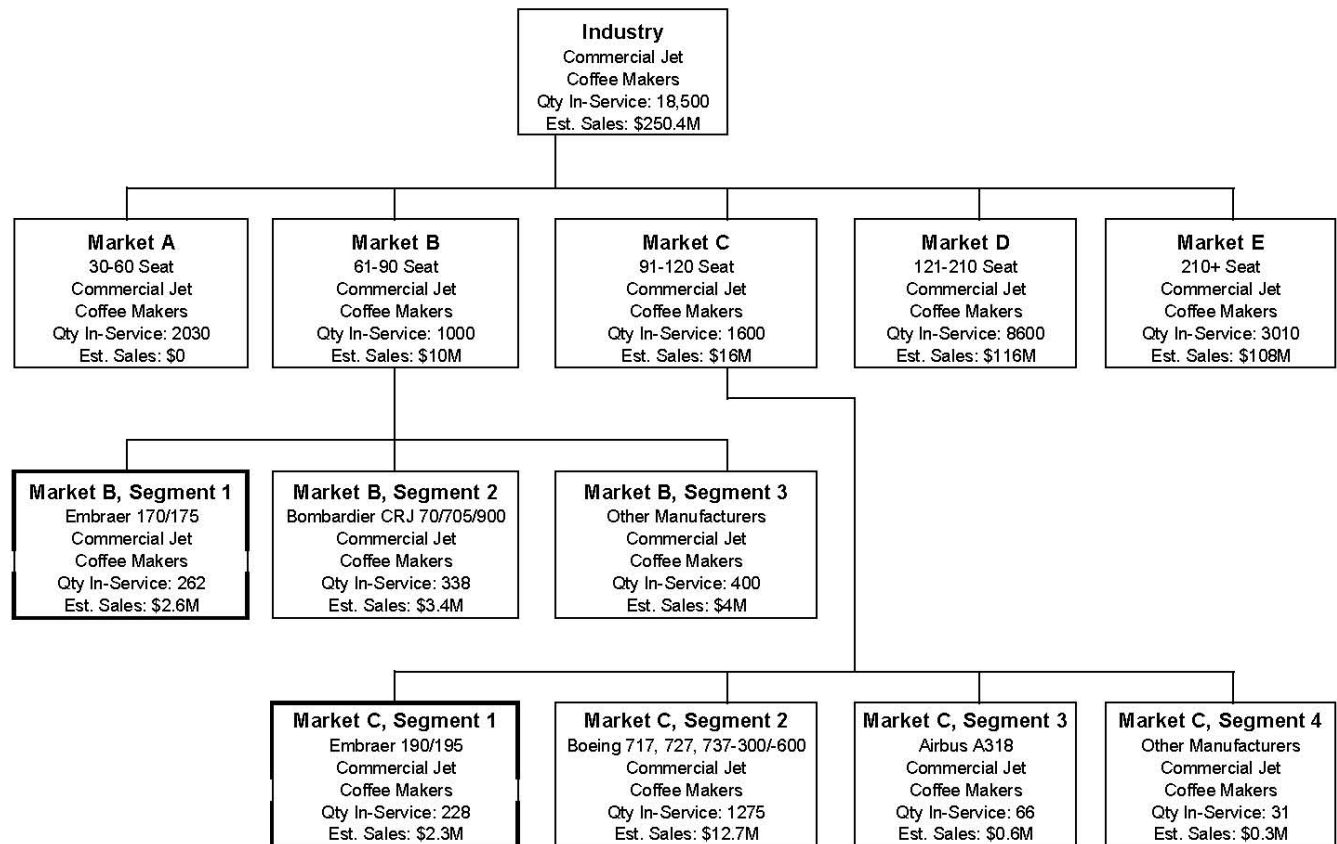 Industry
Commercial Jet
Coffee Makers
Qty In-Service: 18,500
Est. Sales: $250.4M
Market A
30-60 Seat
Commercial Jet
Coffee Makers
Qty In-Service: 2030
Est. Sales: $0
Market B
61-90 Seat
Commercial Jet
Coffee Makers
Qty In-Service: 1000
Est. Sales: $10M
Market C
91-120 Seat
Commercial Jet
Coffee Makers
Qty In-Service: 1600
Est. Sales: $16M
Market D
121-210 Seat
Commercial Jet
Coffee Makers
Qty In-Service: 8600
Est. Sales: $116M
Market E
210+ Seat
Commercial Jet
Coffee Makers
Qty In-Service: 3010
Est. Sales: $108M
Market B, Segment 1
Embraer 170/175
Commercial Jet
Coffee Makers
Qty In-Service: 262
Est. Sales: $2.6M
Market B, Segment 2
Bombardier CRJ 70/705/900
Commercial Jet
Coffee Makers
Qty In-Service: 338
Est. Sales: $3.4M
Market B, Segment 3
Other Manufacturers
Commercial Jet
Coffee Makers
Qty In-Service: 400
Est. Sales: $4M
Market C, Segment 1
Embraer 190/195
Commercial Jet
Coffee Makers
Qty In-Service: 228
Est. Sales: $2.3M
Market C, Segment 2
Boeing 717, 727, 737-300/-600
Commercial Jet
Coffee Makers
Qty In-Service: 1275
Est. Sales: $12.7M
Market C, Segment 3
Airbus A318
Commercial Jet
Coffee Makers
Qty In-Service: 66
Est. Sales: $0.6M
Market C, Segment 4
Other Manufacturers
Commercial Jet
Coffee Makers
Qty In-Service: 31
Est. Sales: $0.3M